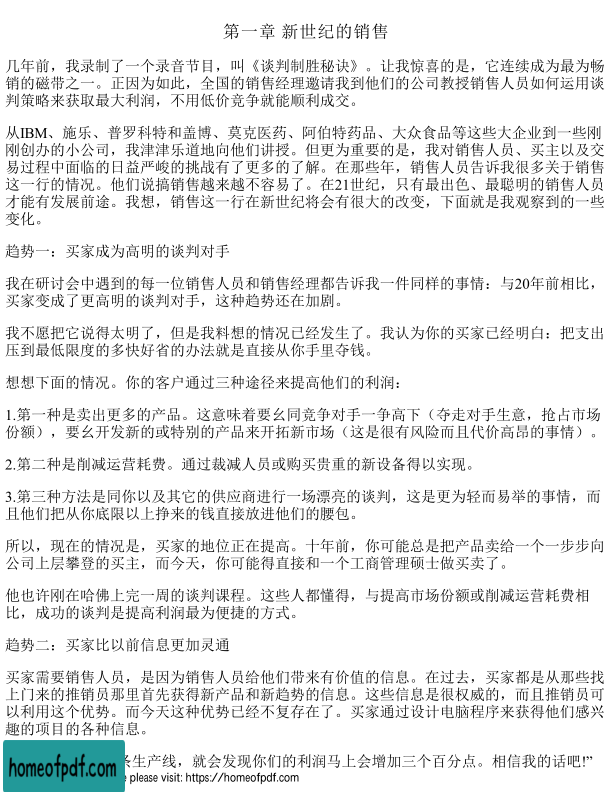 第一章 新世纪的销售
几年前，我录制了一个录音节目，叫《谈判制胜秘诀》。让我惊喜的是，它连续成为最为畅
销的磁带之一。正因为如此，全国的销售经理邀请我到他们的公司教授销售人员如何运用谈
判策略来获取最大利润，不用低价竞争就能顺利成交。
从IBM、施乐、普罗科特和盖博、莫克医药、阿伯特药品、大众食品等这些大企业到一些刚
刚创办的小公司，我津津乐道地向他们讲授。但更为重要的是，我对销售人员、买主以及交
易过程中面临的日益严峻的挑战有了更多的了解。在那些年，销售人员告诉我很多关于销售
这一行的情况。他们说搞销售越来越不容易了。在21世纪，只有最出色、最聪明的销售人员
才能有发展前途。我想，销售这一行在新世纪将会有很大的改变，下面就是我观察到的一些
变化。
趋势一：买家成为高明的谈判对手
我在研讨会中遇到的每一位销售人员和销售经理都告诉我一件同样的事情：与20年前相比，
买家变成了更高明的谈判对手，这种趋势还在加剧。
我不愿把它说得太明了，但是我料想的情况已经发生了。我认为你的买家已经明白：把支出
压到最低限度的多快好省的办法就是直接从你手里夺钱。
想想下面的情况。你的客户通过三种途径来提高他们的利润：
1.第一种是卖出更多的产品。这意味着要幺同竞争对手一争高下（夺走对手生意，抢占市场
份额），要幺开发新的或特别的产品来开拓新市场（这是很有风险而且代价高昂的事情）。
2.第二种是削减运营耗费。通过裁减人员或购买贵重的新设备得以实现。
3.第三种方法是同你以及其它的供应商进行一场漂亮的谈判，这是更为轻而易举的事情，而
且他们把从你底限以上挣来的钱直接放进他们的腰包。
所以，现在的情况是，买家的地位正在提高。十年前，你可能总是把产品卖给一个一步步向
公司上层攀登的买主，而今天，你可能得直接和一个工商管理硕士做买卖了。
他也许刚在哈佛上完一周的谈判课程。这些人都懂得，与提高市场份额或削减运营耗费相
比，成功的谈判是提高利润最为便捷的方式。
趋势二：买家比以前信息更加灵通
买家需要销售人员，是因为销售人员给他们带来有价值的信息。在过去，买家都是从那些找
上门来的推销员那里首先获得新产品和新趋势的信息。这些信息是很权威的，而且推销员可
以利用这个优势。而今天这种优势已经不复存在了。买家通过设计电脑程序来获得他们感兴
趣的项目的各种信息。
条生产线，就会发现你们的利润马上会增加三个百分点。相信我的话吧!”
homeofpdf.com
please visit: https://homeofpdf.com